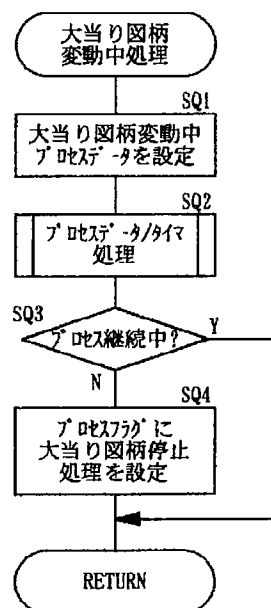 大当り図柄
変動中処理
SQ1
大当り図柄変動中
プロセスデータを設定
SQ2
プロセスデータ/タイマ
処理
SQ3
プロセス継続中?
Y
N
SQ4
プロセスフラグに
大当り図柄停止
処理を設定
RETURN